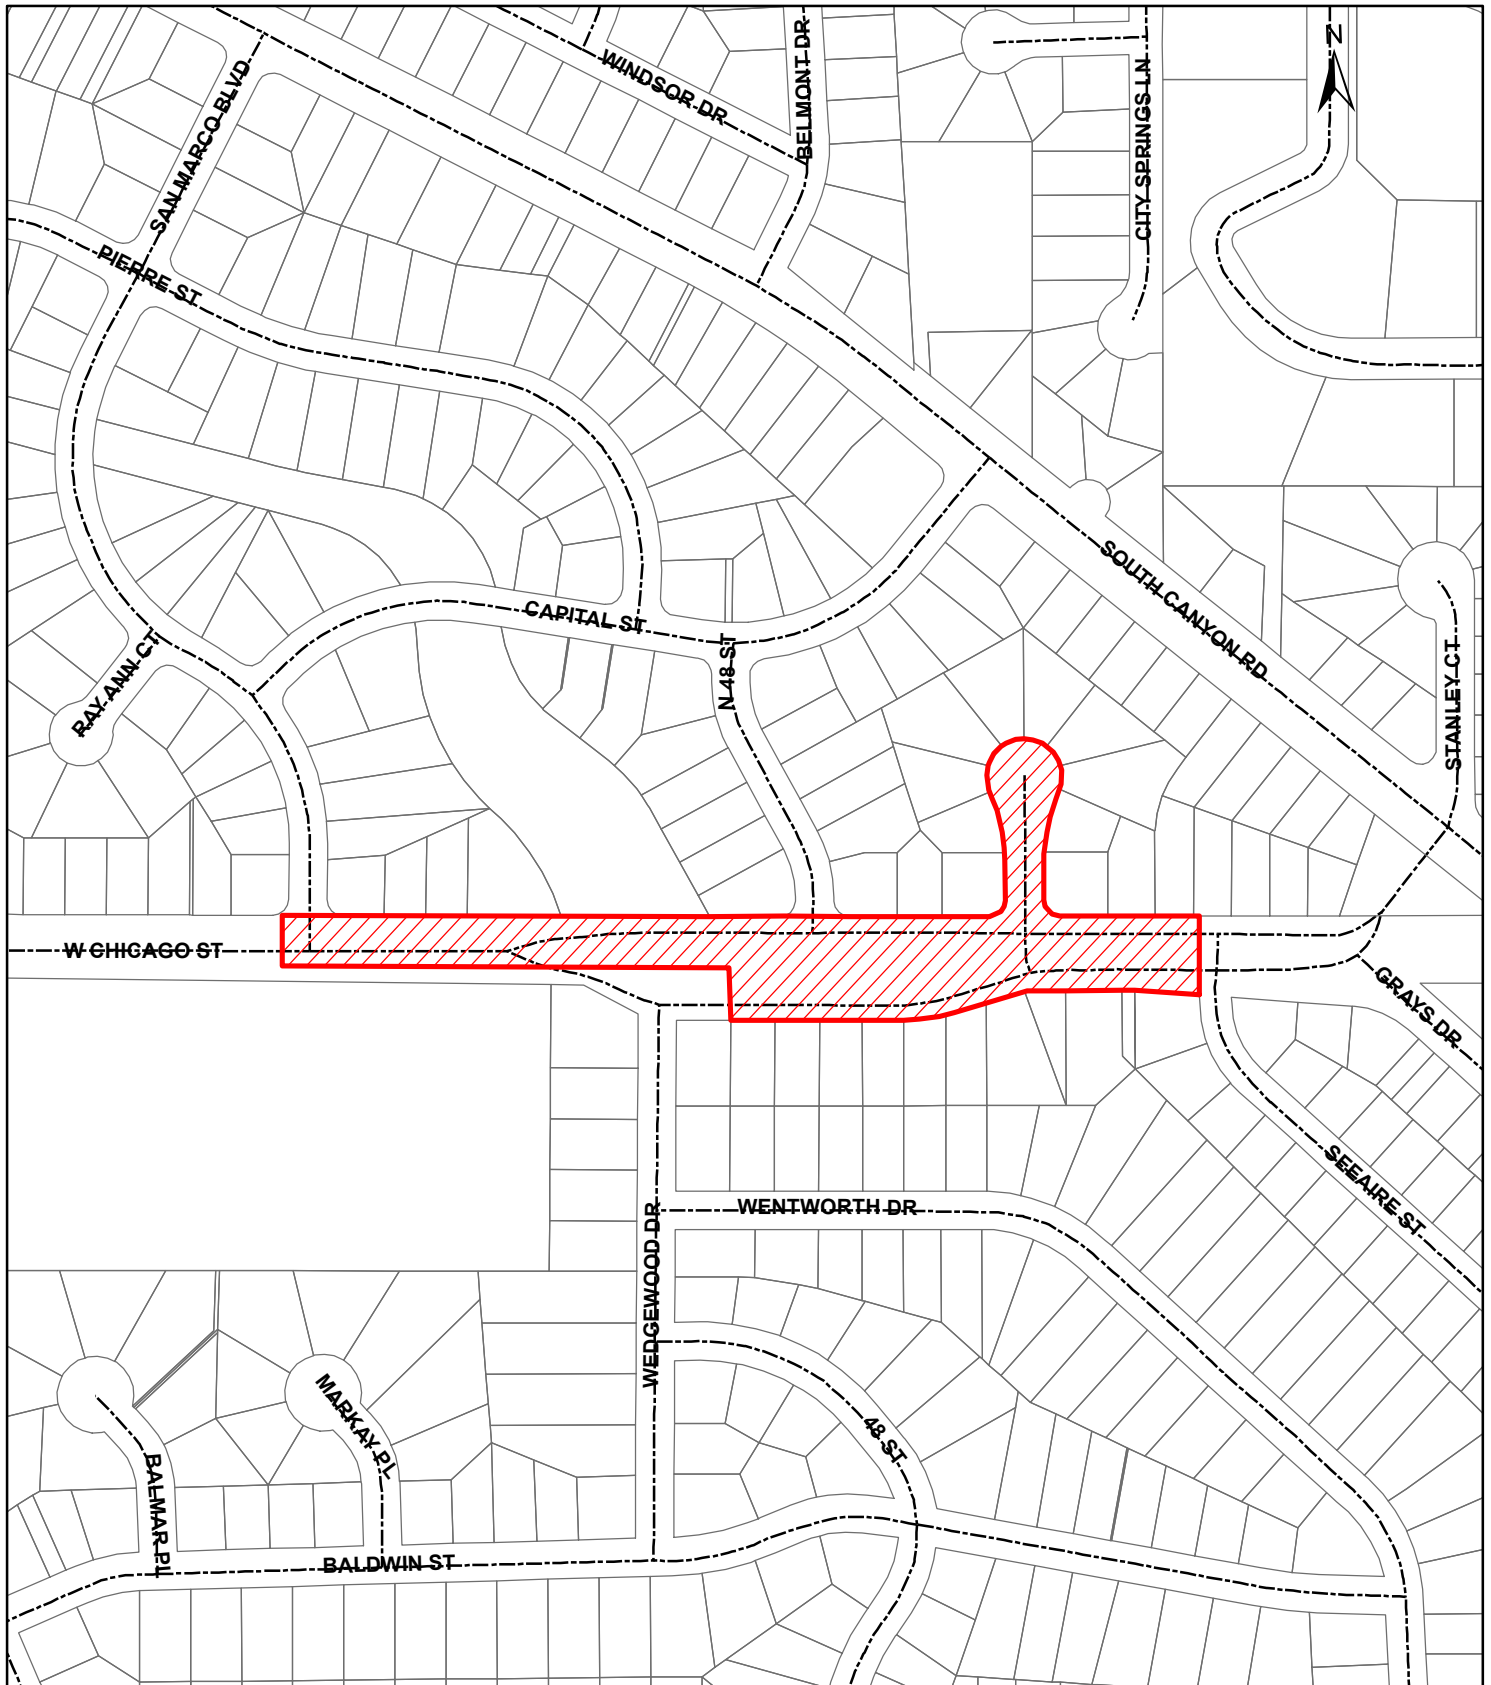 WINDSOR DR
BELMONT DR
N
SAN MARCO BLVD
CITY SPRINGS LN
PIERRE ST
SOUTH CANYON RD
CAPITAL ST
N 48 ST
RAY ANN CT
STANLEY CT
W CHICAGO ST
GRAYS DR
SEEAIRE ST
WENTWORTH DR
WEDGEWOOD DR
MARKAY PL
48 ST
BALMAR PL
BALDWIN ST